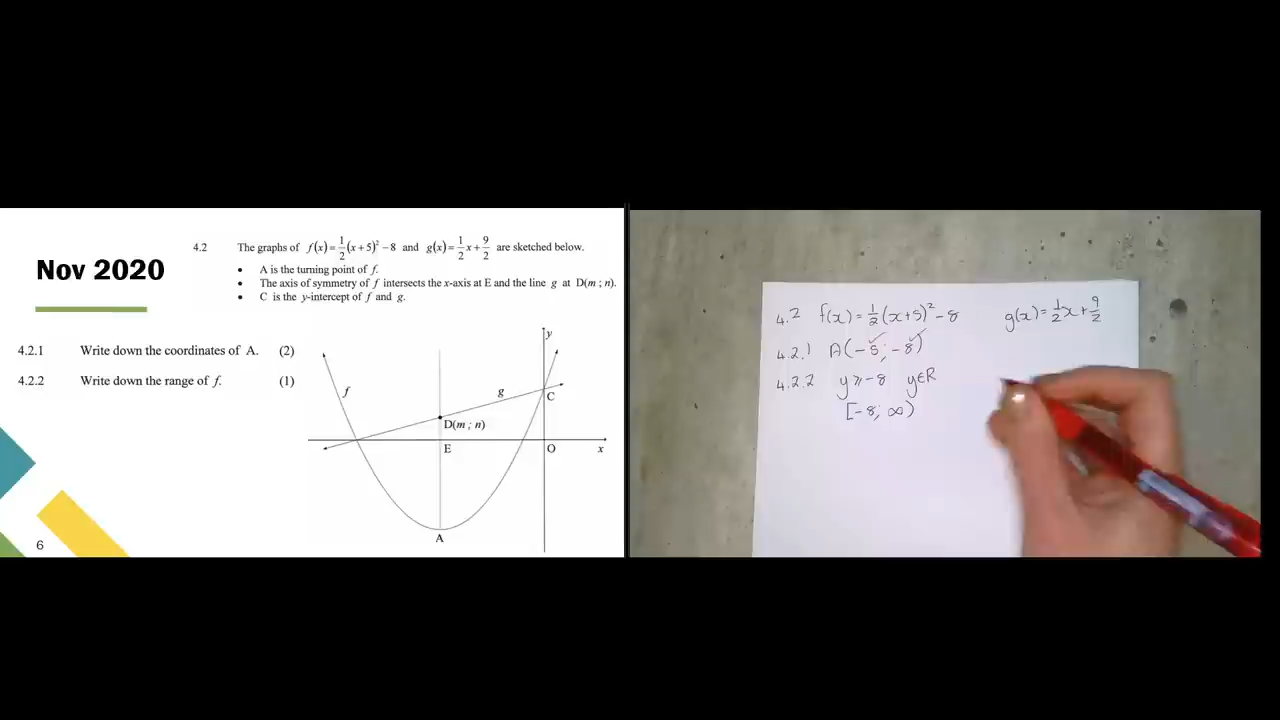 Nov 2020
4.2 The graphs of f(x)=1/2(x+5)²−8 and g(x)=1/2x+9/2 are sketched below.
• A is the turning point of f.
• The axis of symmetry of f intersects the x-axis at E and the line g at D(m ; n).
• C is the y-intercept of f and g.
4.2.1 Write down the coordinates of A. (2)
4.2.2 Write down the range of f. (1)
y
f
g
C
D(m ; n)
E
O
x
A
6
4.2 f(x)=1/2(x+5)²−8 g(x)=1/2x+9/2
4.2.1 A(−5;−8)
4.2.2 y≥−8 y∈R
[−8;∞)